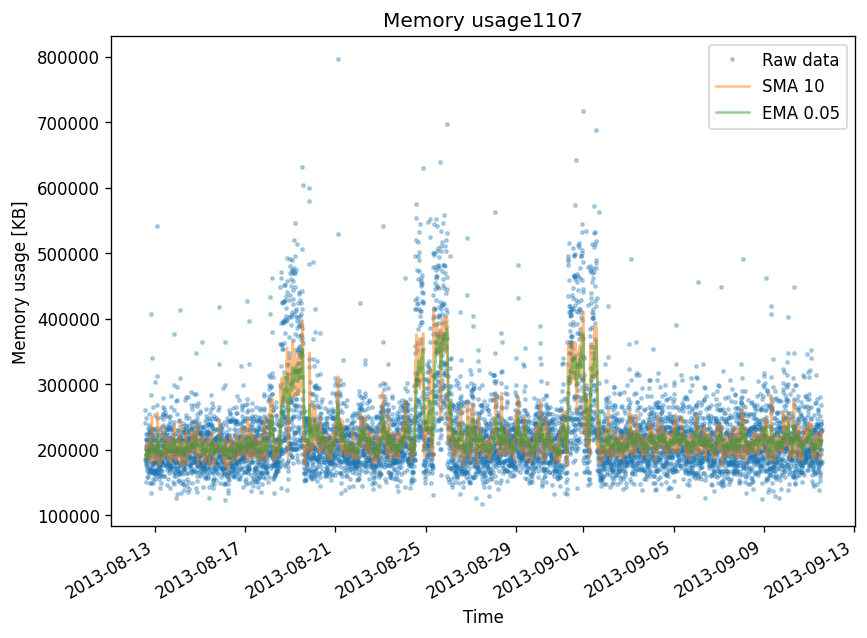 Memory usage1107
Raw data
SMA 10
EMA 0.05
Memory usage [KB]
800000
700000
600000
500000
400000
300000
200000
100000
2013-08-13
2013-08-17
2013-08-21
2013-08-25
2013-08-29
2013-09-01
2013-09-05
2013-09-09
2013-09-13
Time